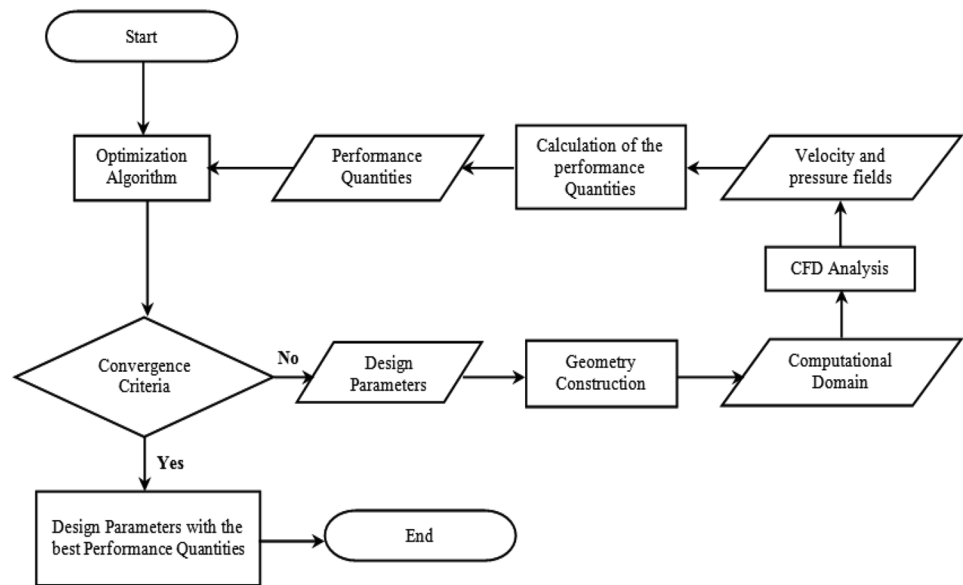 Start
Optimization
Algorithm
Performance
Quantities
Calculation of the
performance
Quantities
Velocity and
pressure fields
CFD Analysis
Convergence
Criteria
No
Design
Parameters
Geometry
Construction
Computational
Domain
Yes
Design Parameters with the
best Performance Quantities
End